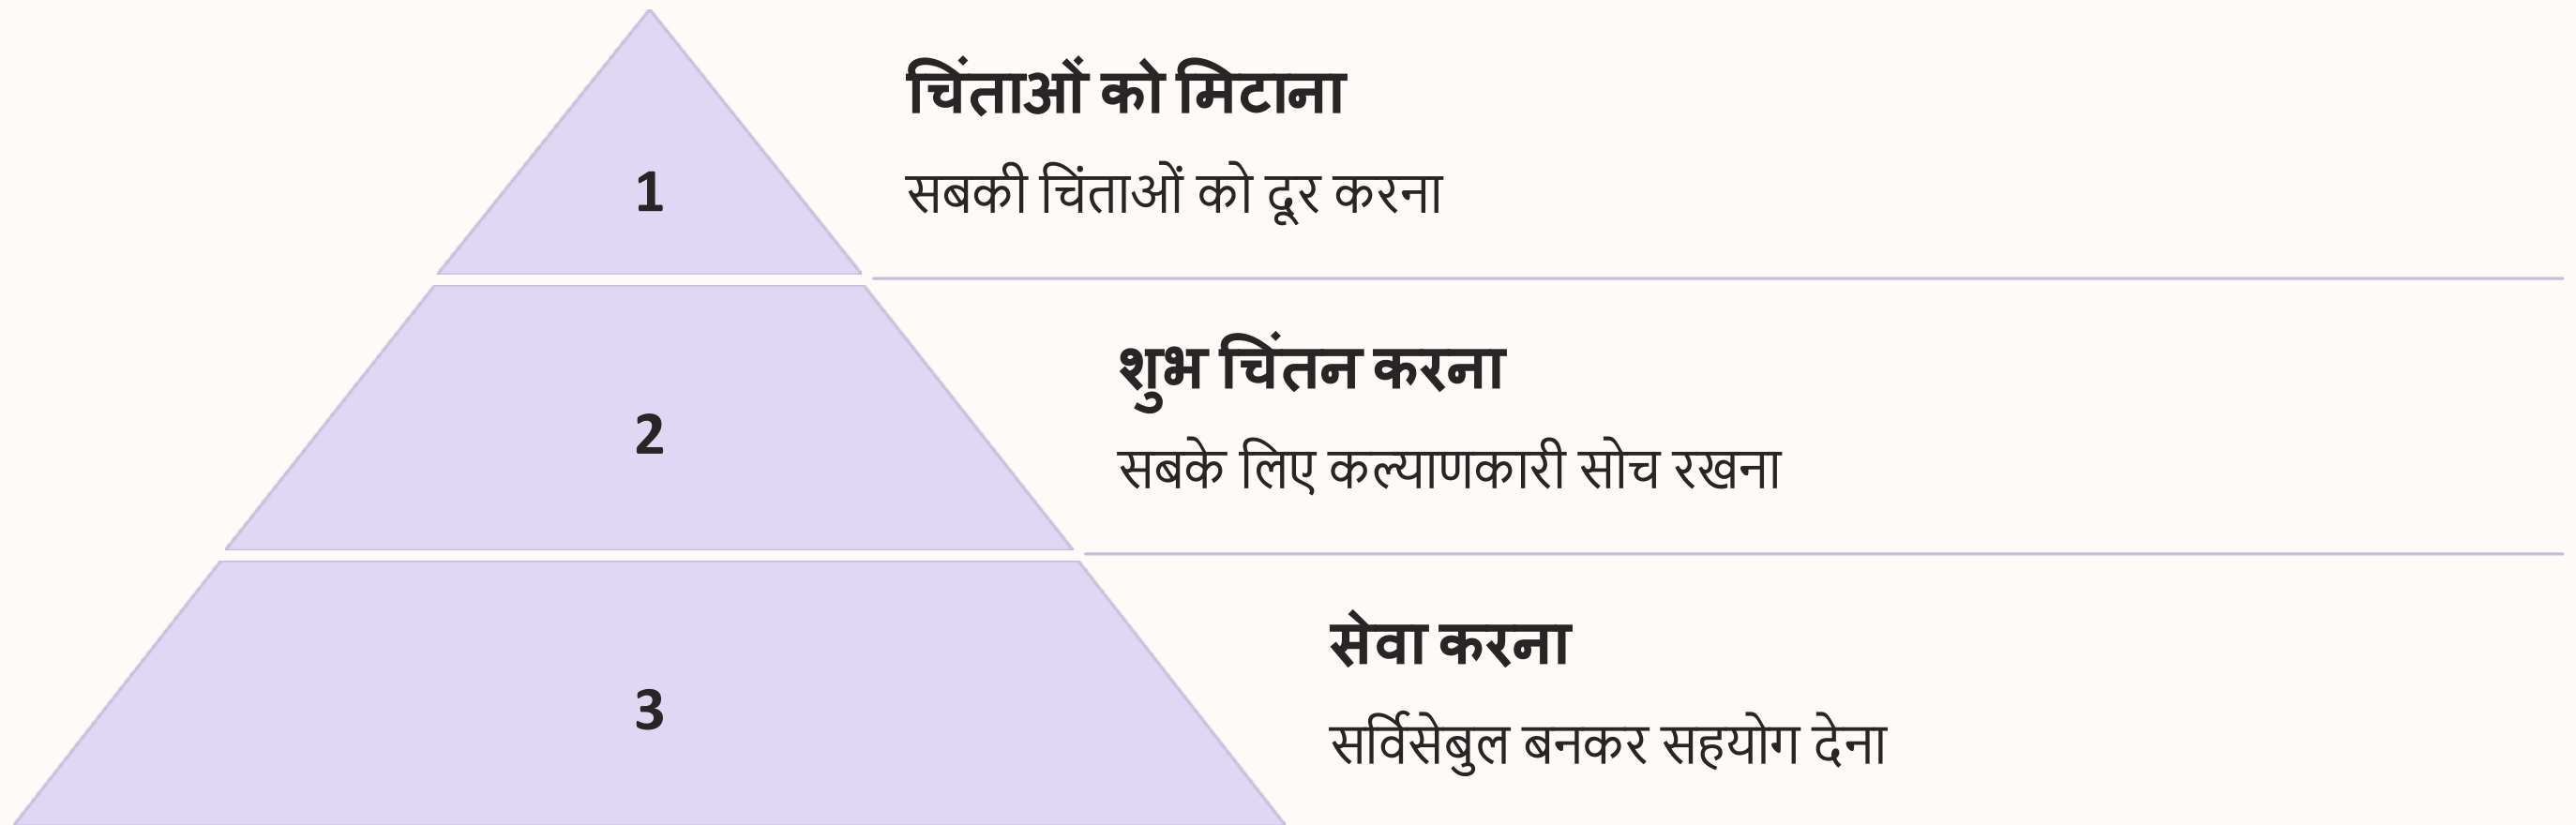 1
चिंताओं को मिटाना
सबकी चिंताओं को दूर करना
2
शुभ चिंतन करना
सबके लिए कल्याणकारी सोच रखना
3
सेवा करना
सर्विसेबुल बनकर सहयोग देना